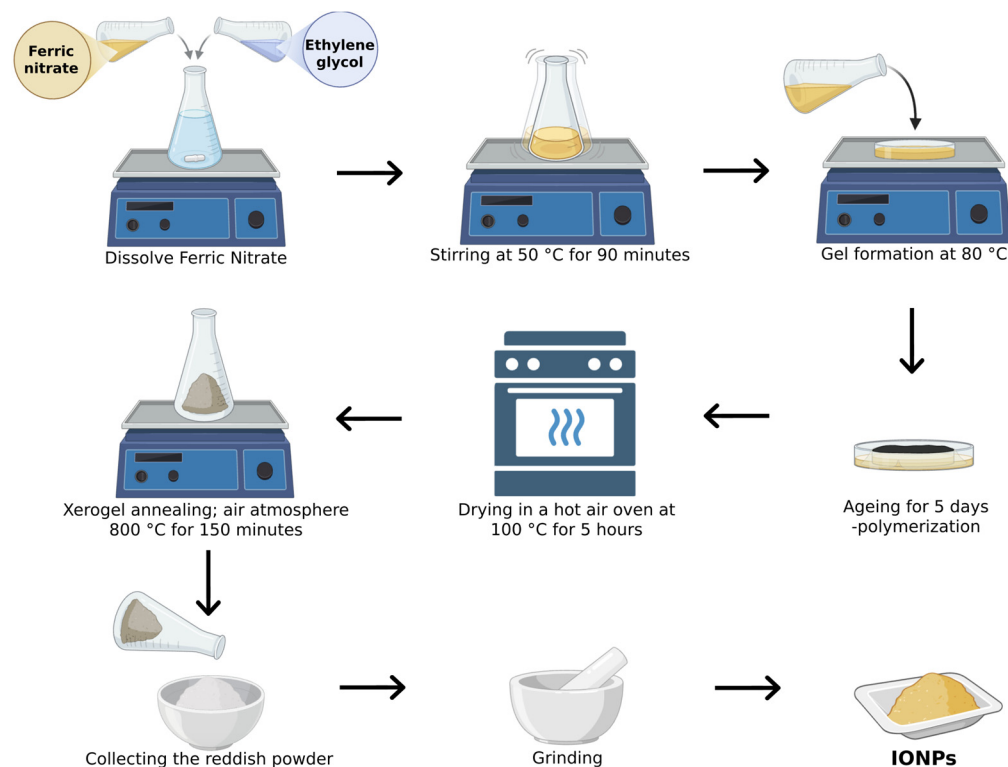 Ferric
nitrate
Ethylene
glycol
Dissolve Ferric Nitrate
Stirring at 50 °C for 90 minutes
Gel formation at 80 °C
Xerogel annealing; air atmosphere
800 °C for 150 minutes
Drying in a hot air oven at
100 °C for 5 hours
Ageing for 5 days
-polymerization
Collecting the reddish powder
Grinding
IONPs